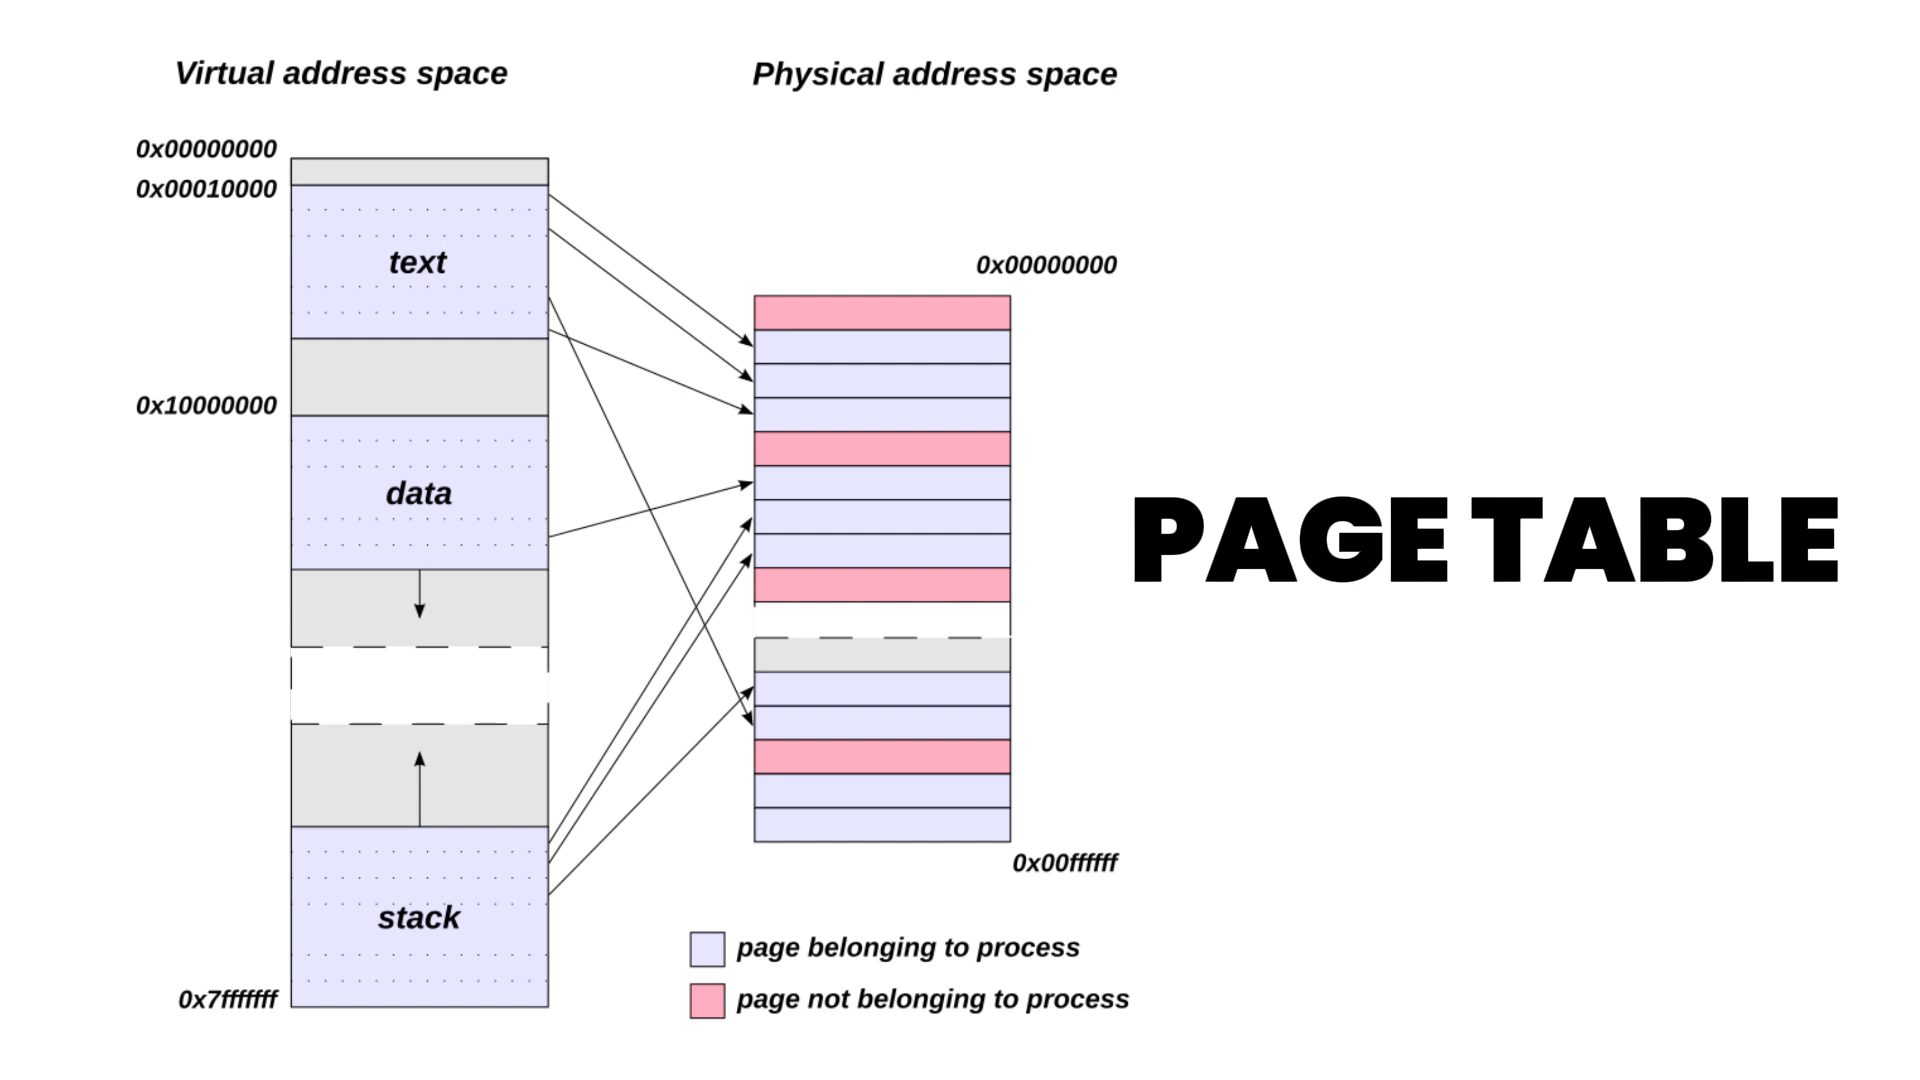 Virtual address space
Physical address space
0x00000000
0x00010000
text
0x00000000
0x10000000
data
PAGE TABLE
0x00ffffff
stack
page belonging to process
0x7fffffff
page not belonging to process